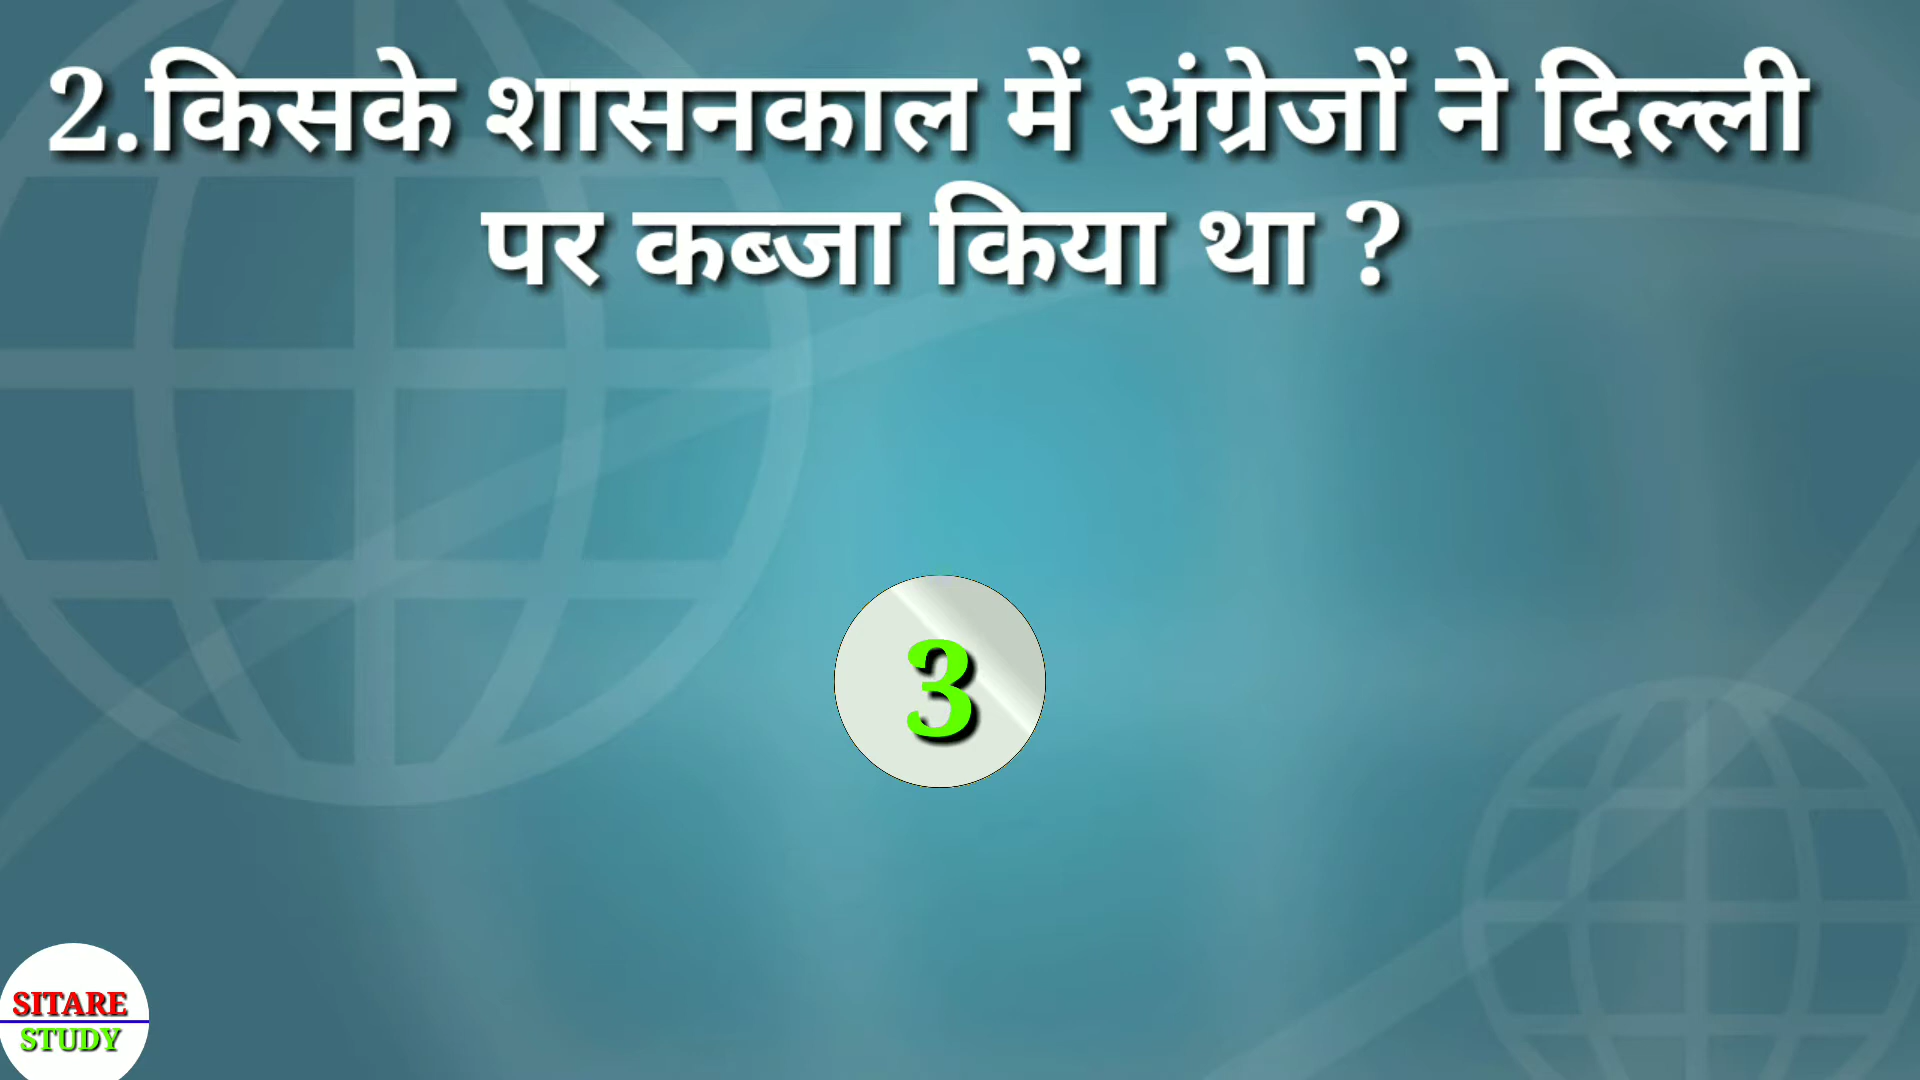 2.किसके शासनकाल में अंग्रेजों ने दिल्ली
पर कब्जा किया था ?
3
SITARE
STUDY